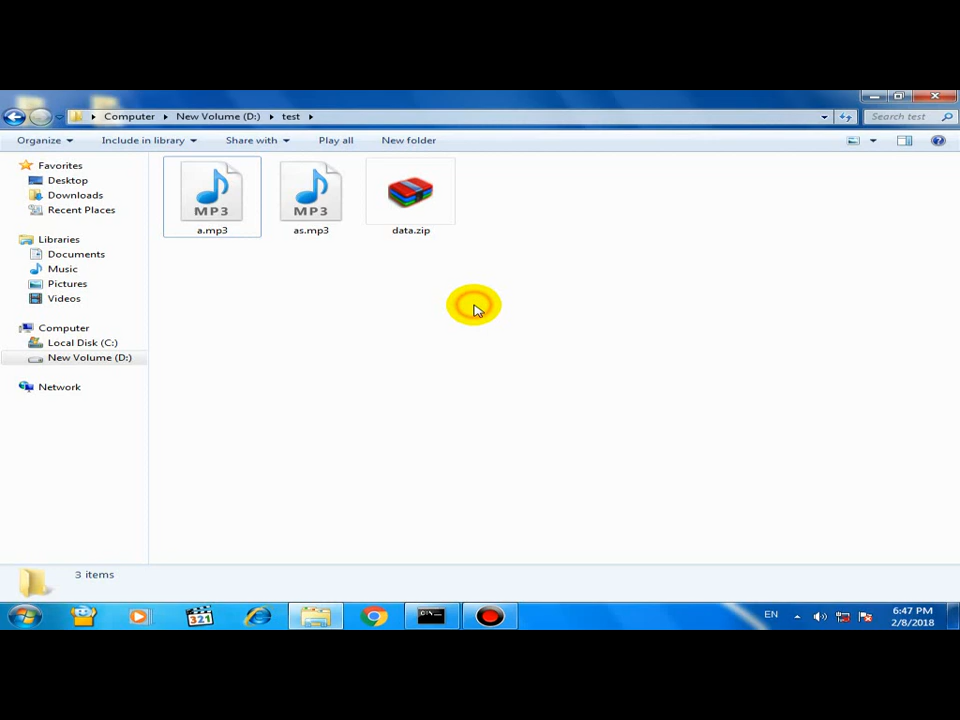 Computer New Volume (D:) test
Search test
Organize Include in library Share with Play all New folder
Favorites
Desktop
Downloads
Recent Places
Libraries
Documents
Music
Pictures
Videos
Computer
Local Disk (C:)
New Volume (D:)
Network
MP3
a.mp3
MP3
as.mp3
data.zip
3 items
321
C:\.
EN
6:47 PM
2/8/2018